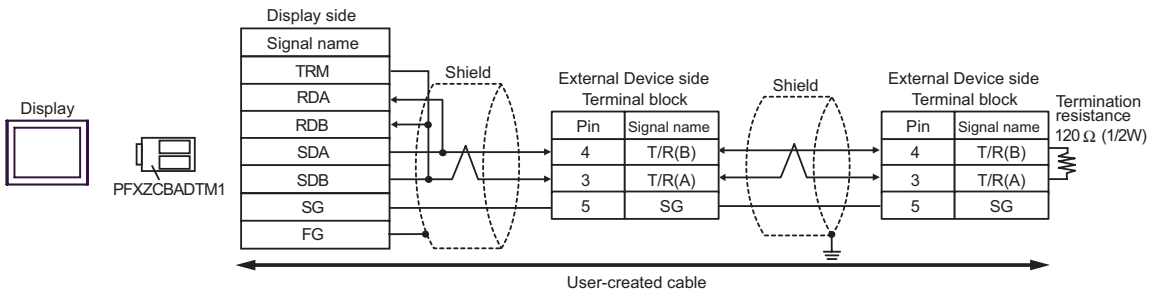 Display
PFXZCBADTM1
Display side
Signal name
TRM
RDA
RDB
SDA
SDB
SG
FG
Shield
External Device side
Terminal block
Pin Signal name
4 T/R(B)
3 T/R(A)
5 SG
Shield
External Device side
Terminal block
Pin Signal name
4 T/R(B)
3 T/R(A)
5 SG
Termination
resistance
120 Ω (1/2W)
User-created cable